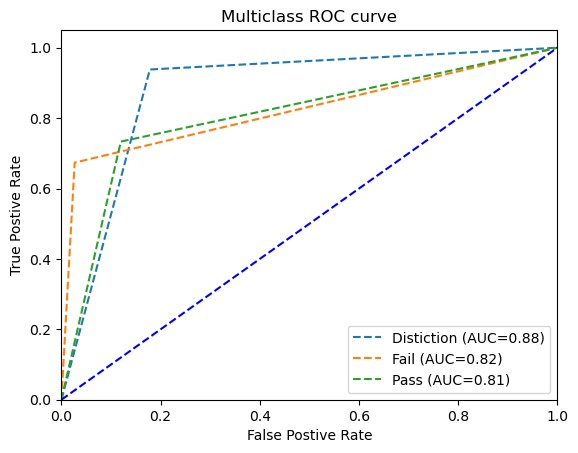 Multiclass ROC curve
True Postive Rate
1.0
0.8
0.6
0.4
0.2
0.0
Distiction (AUC=0.88)
Fail (AUC=0.82)
Pass (AUC=0.81)
0.0 0.2 0.4 0.6 0.8 1.0
False Postive Rate